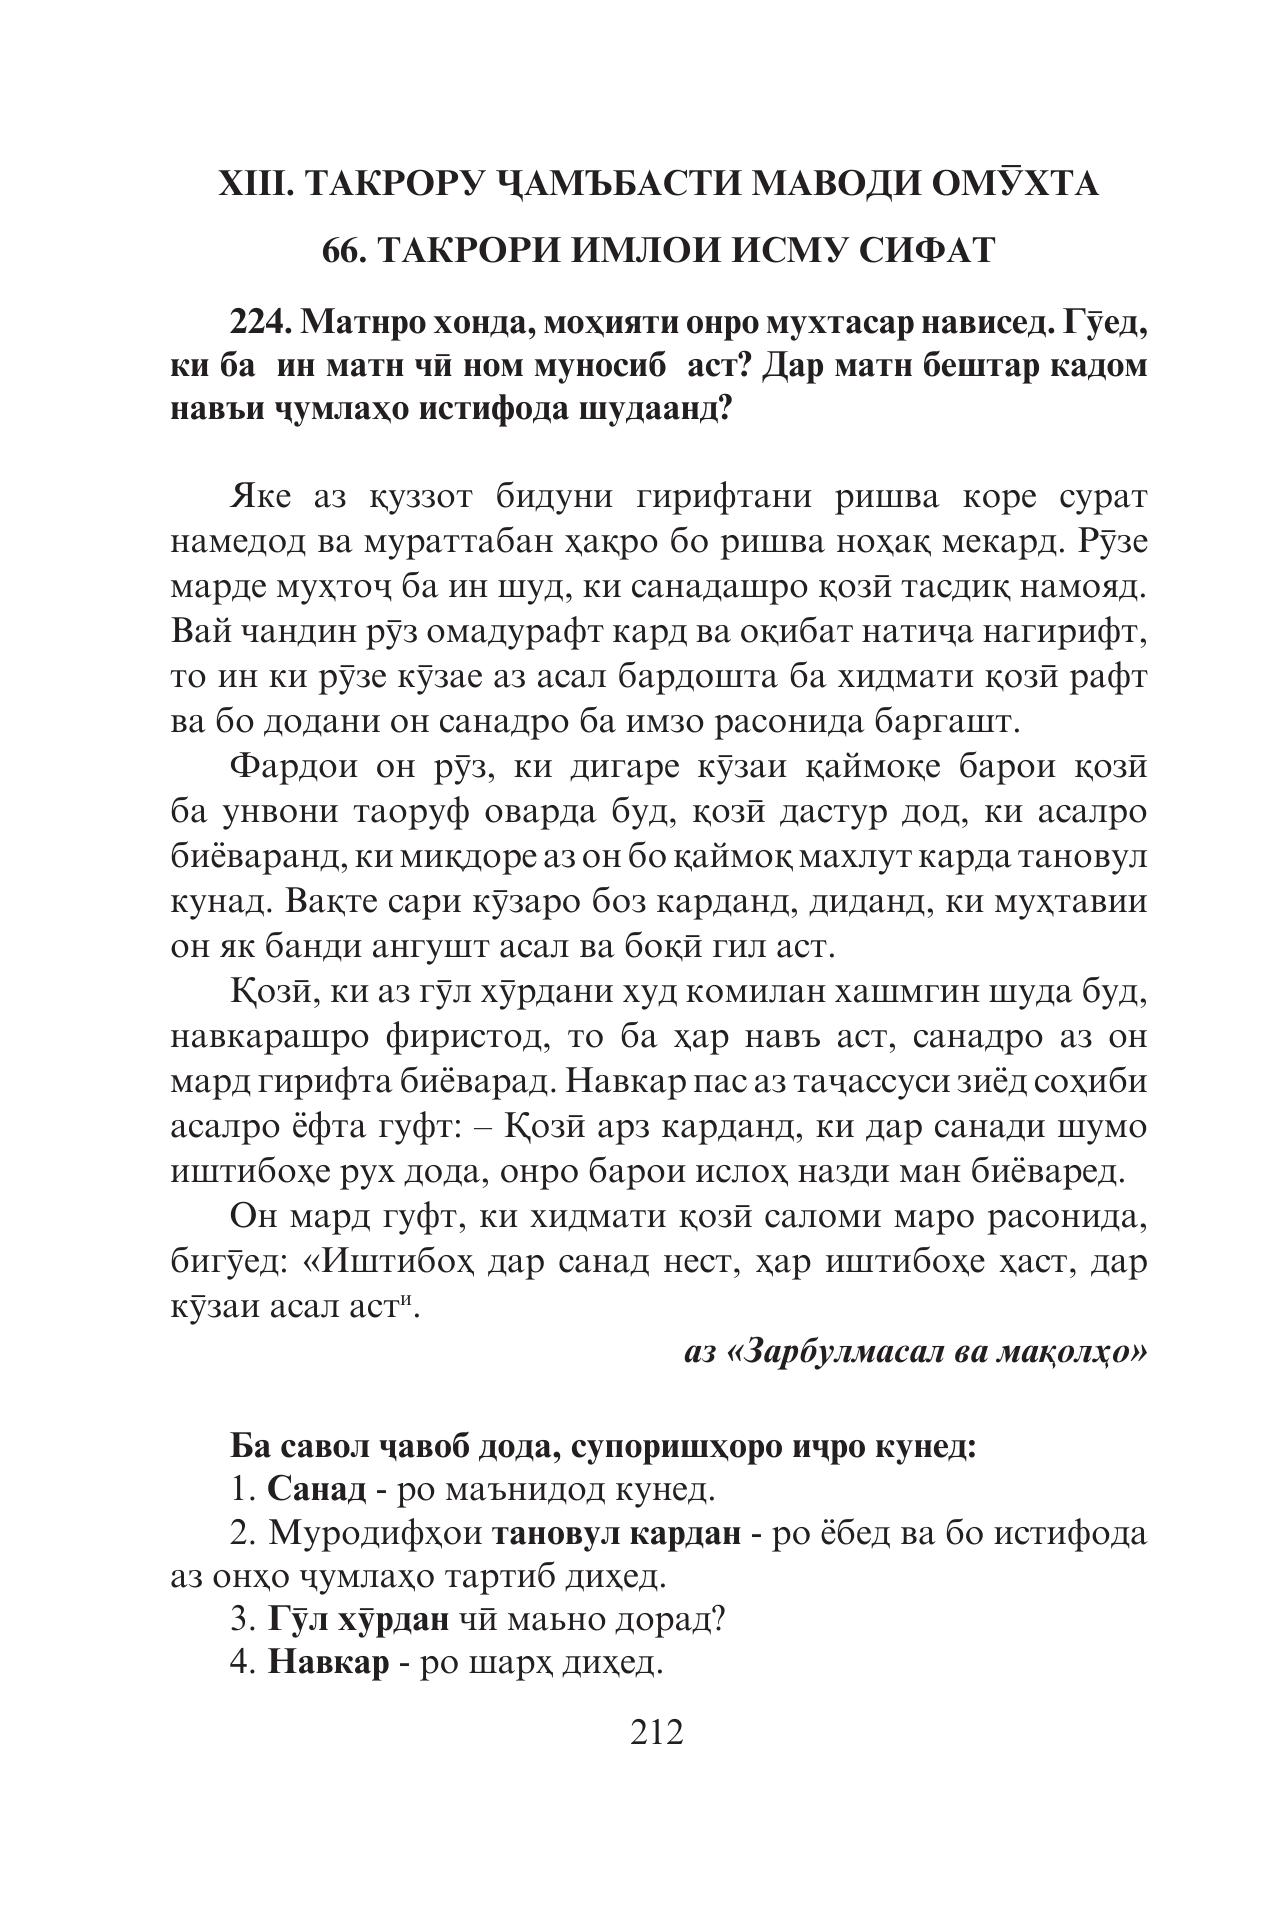 XIII. ТАКРОРУ ҶАМЪБАСТИ МАВОДИ ОМӮХТА
66. ТАКРОРИ ИМЛОИ ИСМУ СИФАТ
224. Матнро хонда, моҳияти онро мухтасар нависед. Гӯед,
ки ба ин матн чӣ ном муносиб аст? Дар матн бештар кадом
навъи ҷумлаҳо истифода шудаанд?
Яке аз қуззот бидуни гирифтани ришва коре сурат
намедод ва мураттабан ҳақро бо ришва ноҳақ мекард. Рӯзе
марде муҳтоҷ ба ин шуд, ки санадашро қозӣ тасдиқ намояд.
Вай чандин рӯз омадурафт кард ва оқибат натиҷа нагирифт,
то ин ки рӯзе кӯзае аз асал бардошта ба хидмати қозӣ рафт
ва бо додани он санадро ба имзо расонида баргашт.
Фардои он рӯз, ки дигаре кӯзаи қаймоқе барои қозӣ
ба унвони таоруф оварда буд, қозӣ дастур дод, ки асалро
биёваранд, ки миқдоре аз он бо қаймоқ махлут карда тановул
кунад. Вақте сари кӯзаро боз карданд, диданд, ки муҳтавии
он як банди ангушт асал ва боқӣ гил аст.
Қозӣ, ки аз гӯл хӯрдани худ комилан хашмгин шуда буд,
навкарашро фиристод, то ба ҳар навъ аст, санадро аз он
мард гирифта биёварад. Навкар пас аз таҷассуси зиёд соҳиби
асалро ёфта гуфт: – Қозӣ арз карданд, ки дар санади шумо
иштибоҳе рух дода, онро барои ислоҳ назди ман биёваред.
Он мард гуфт, ки хидмати қозӣ саломи маро расонида,
бигӯед: «Иштибоҳ дар санад нест, ҳар иштибоҳе ҳаст, дар
кӯзаи асал асти.
аз «Зарбулмасал ва мақолҳо»
Ба савол ҷавоб дода, супоришҳоро иҷро кунед:
1. Санад - ро маънидод кунед.
2. Муродифҳои тановул кардан - ро ёбед ва бо истифода
аз онҳо ҷумлаҳо тартиб диҳед.
3. Гӯл хӯрдан чӣ маьно дорад?
4. Навкар - ро шарҳ диҳед.
212